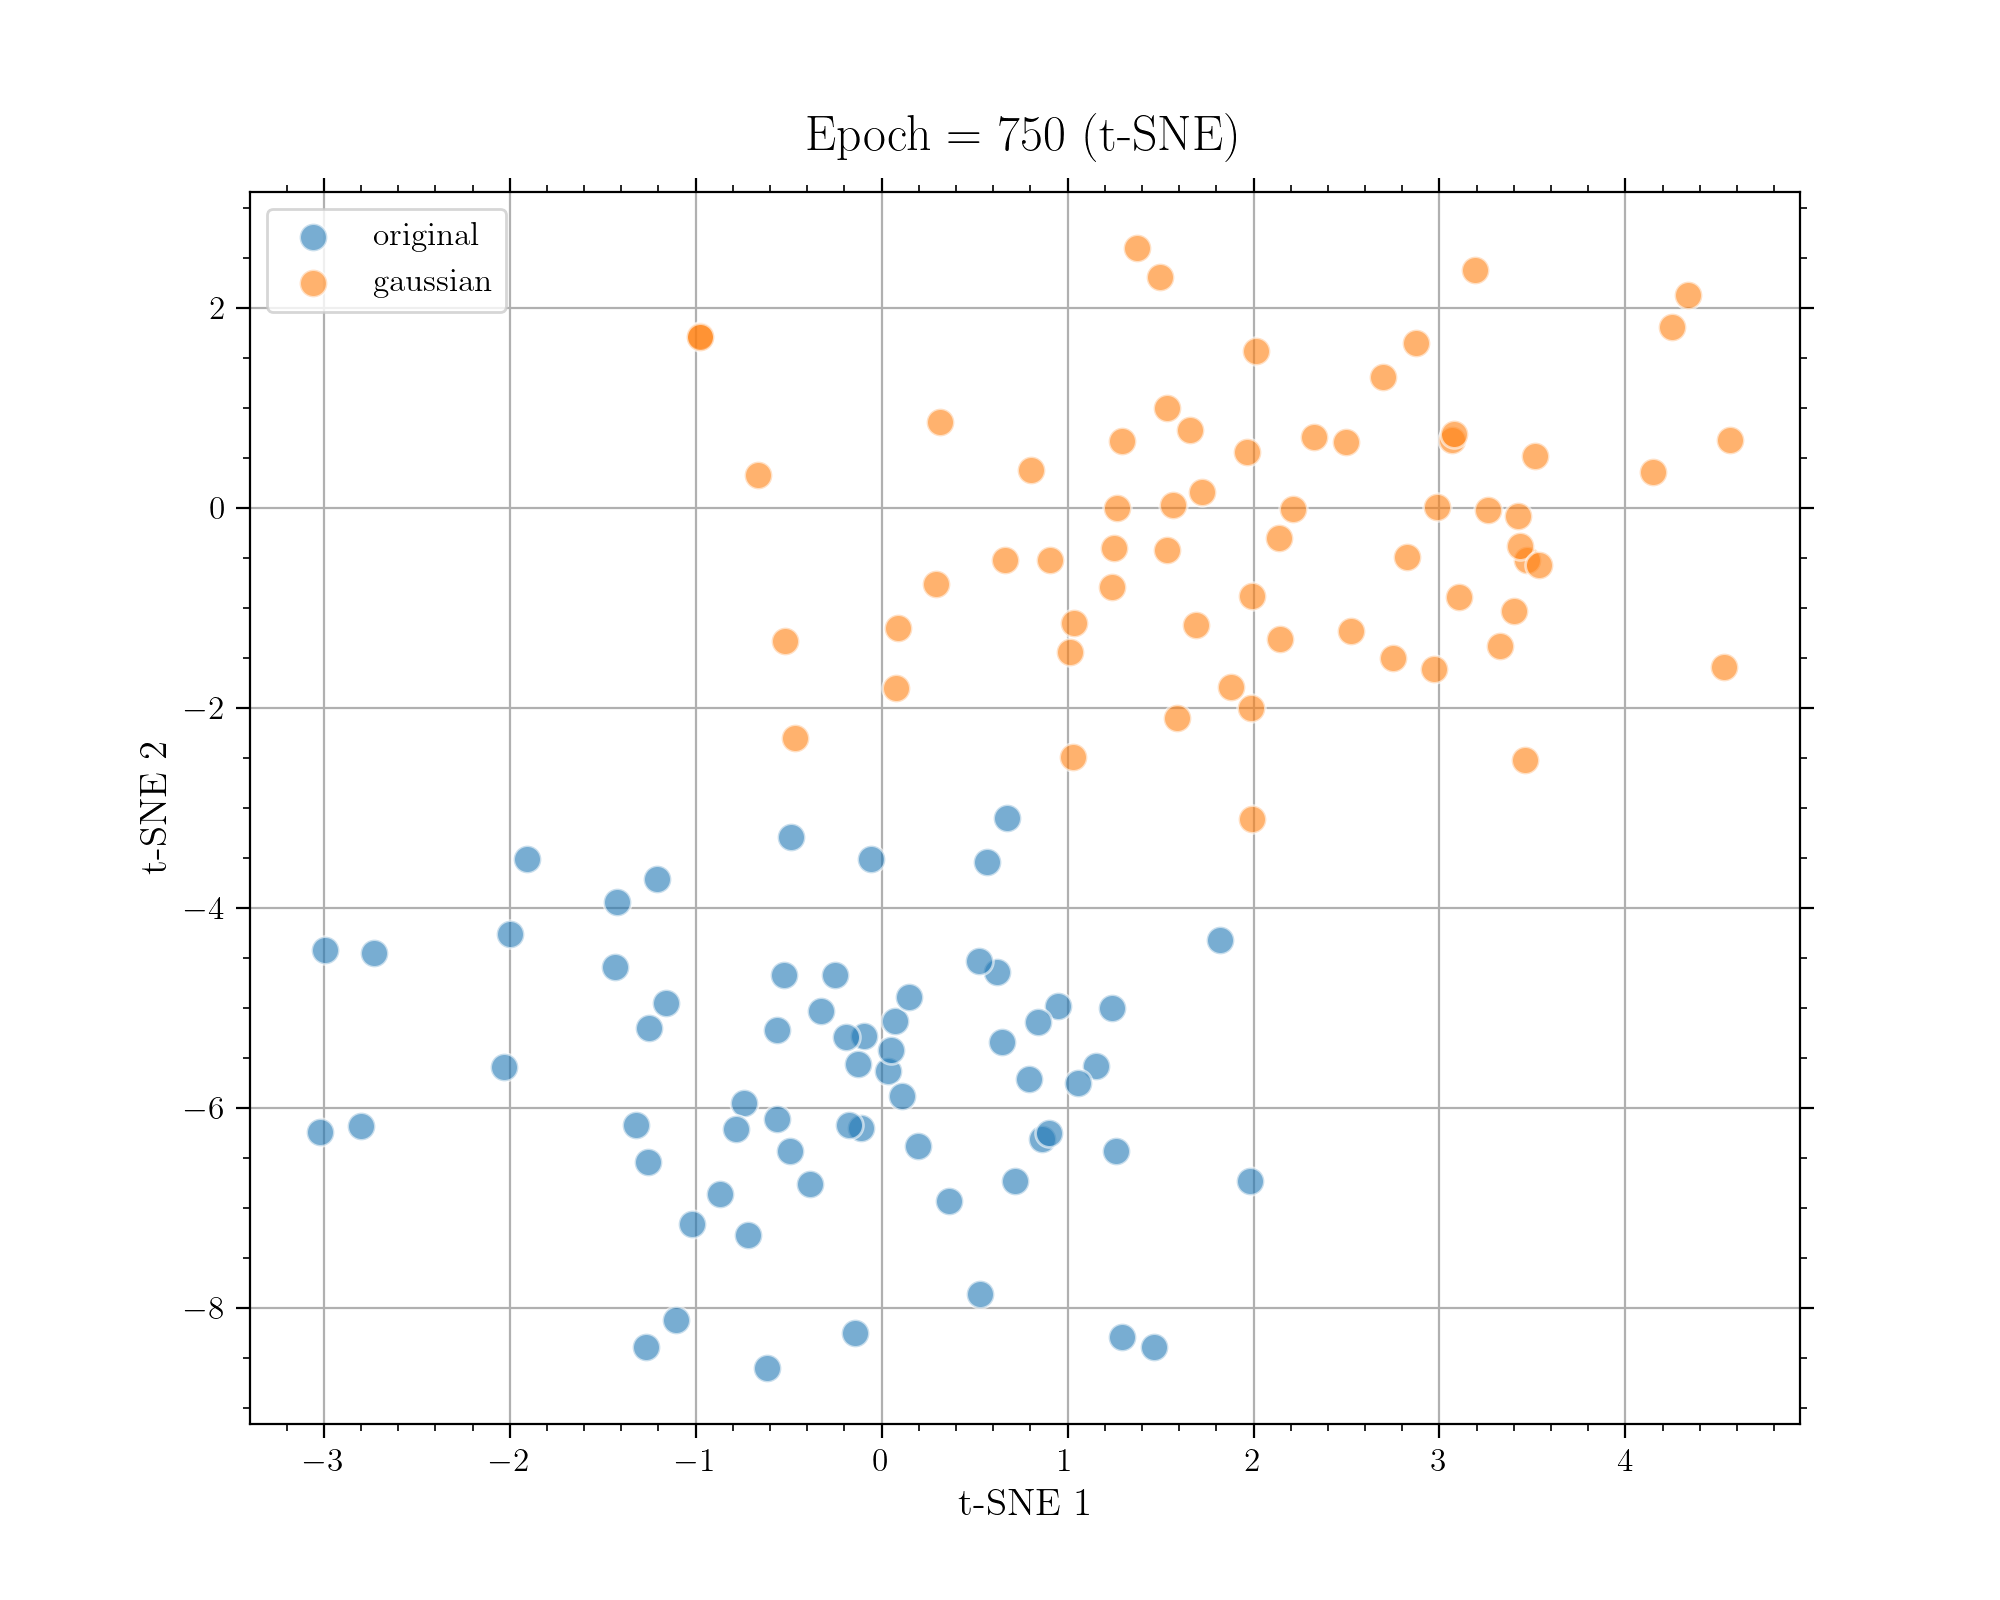 Epoch = 750 (t-SNE)
original
gaussian
2
0
−2
−4
−6
−8
t-SNE 2
−3 −2 −1 0 1 2 3 4
t-SNE 1